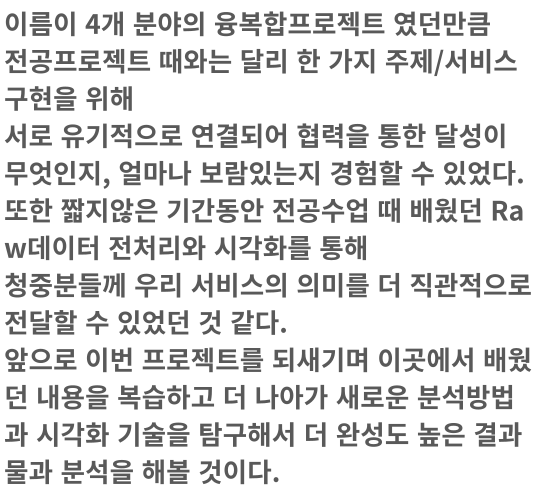 이름이 4개 분야의 융복합프로젝트 였던만큼
전공프로젝트 때와는 달리 한 가지 주제/서비스
구현을 위해
서로 유기적으로 연결되어 협력을 통한 달성이
무엇인지, 얼마나 보람있는지 경험할 수 있었다.
또한 짧지않은 기간동안 전공수업 때 배웠던 Ra
w데이터 전처리와 시각화를 통해
청중분들께 우리 서비스의 의미를 더 직관적으로
전달할 수 있었던 것 같다.
앞으로 이번 프로젝트를 되새기며 이곳에서 배웠
던 내용을 복습하고 더 나아가 새로운 분석방법
과 시각화 기술을 탐구해서 더 완성도 높은 결과
물과 분석을 해볼 것이다.